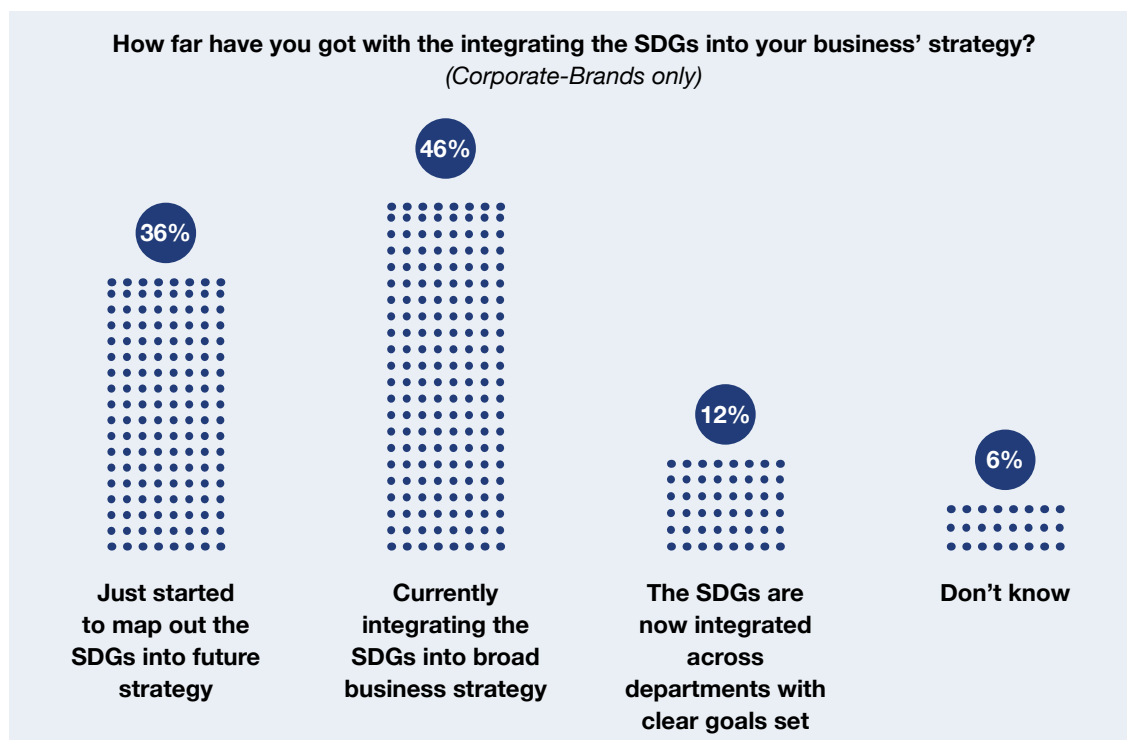 How far have you got with the integrating the SDGs into your business’ strategy?
(Corporate-Brands only)
36%
46%
12%
6%
Just started
to map out the
SDGs into future
strategy
Currently
integrating the
SDGs into broad
business strategy
The SDGs are
now integrated
across
departments with
clear goals set
Don’t know